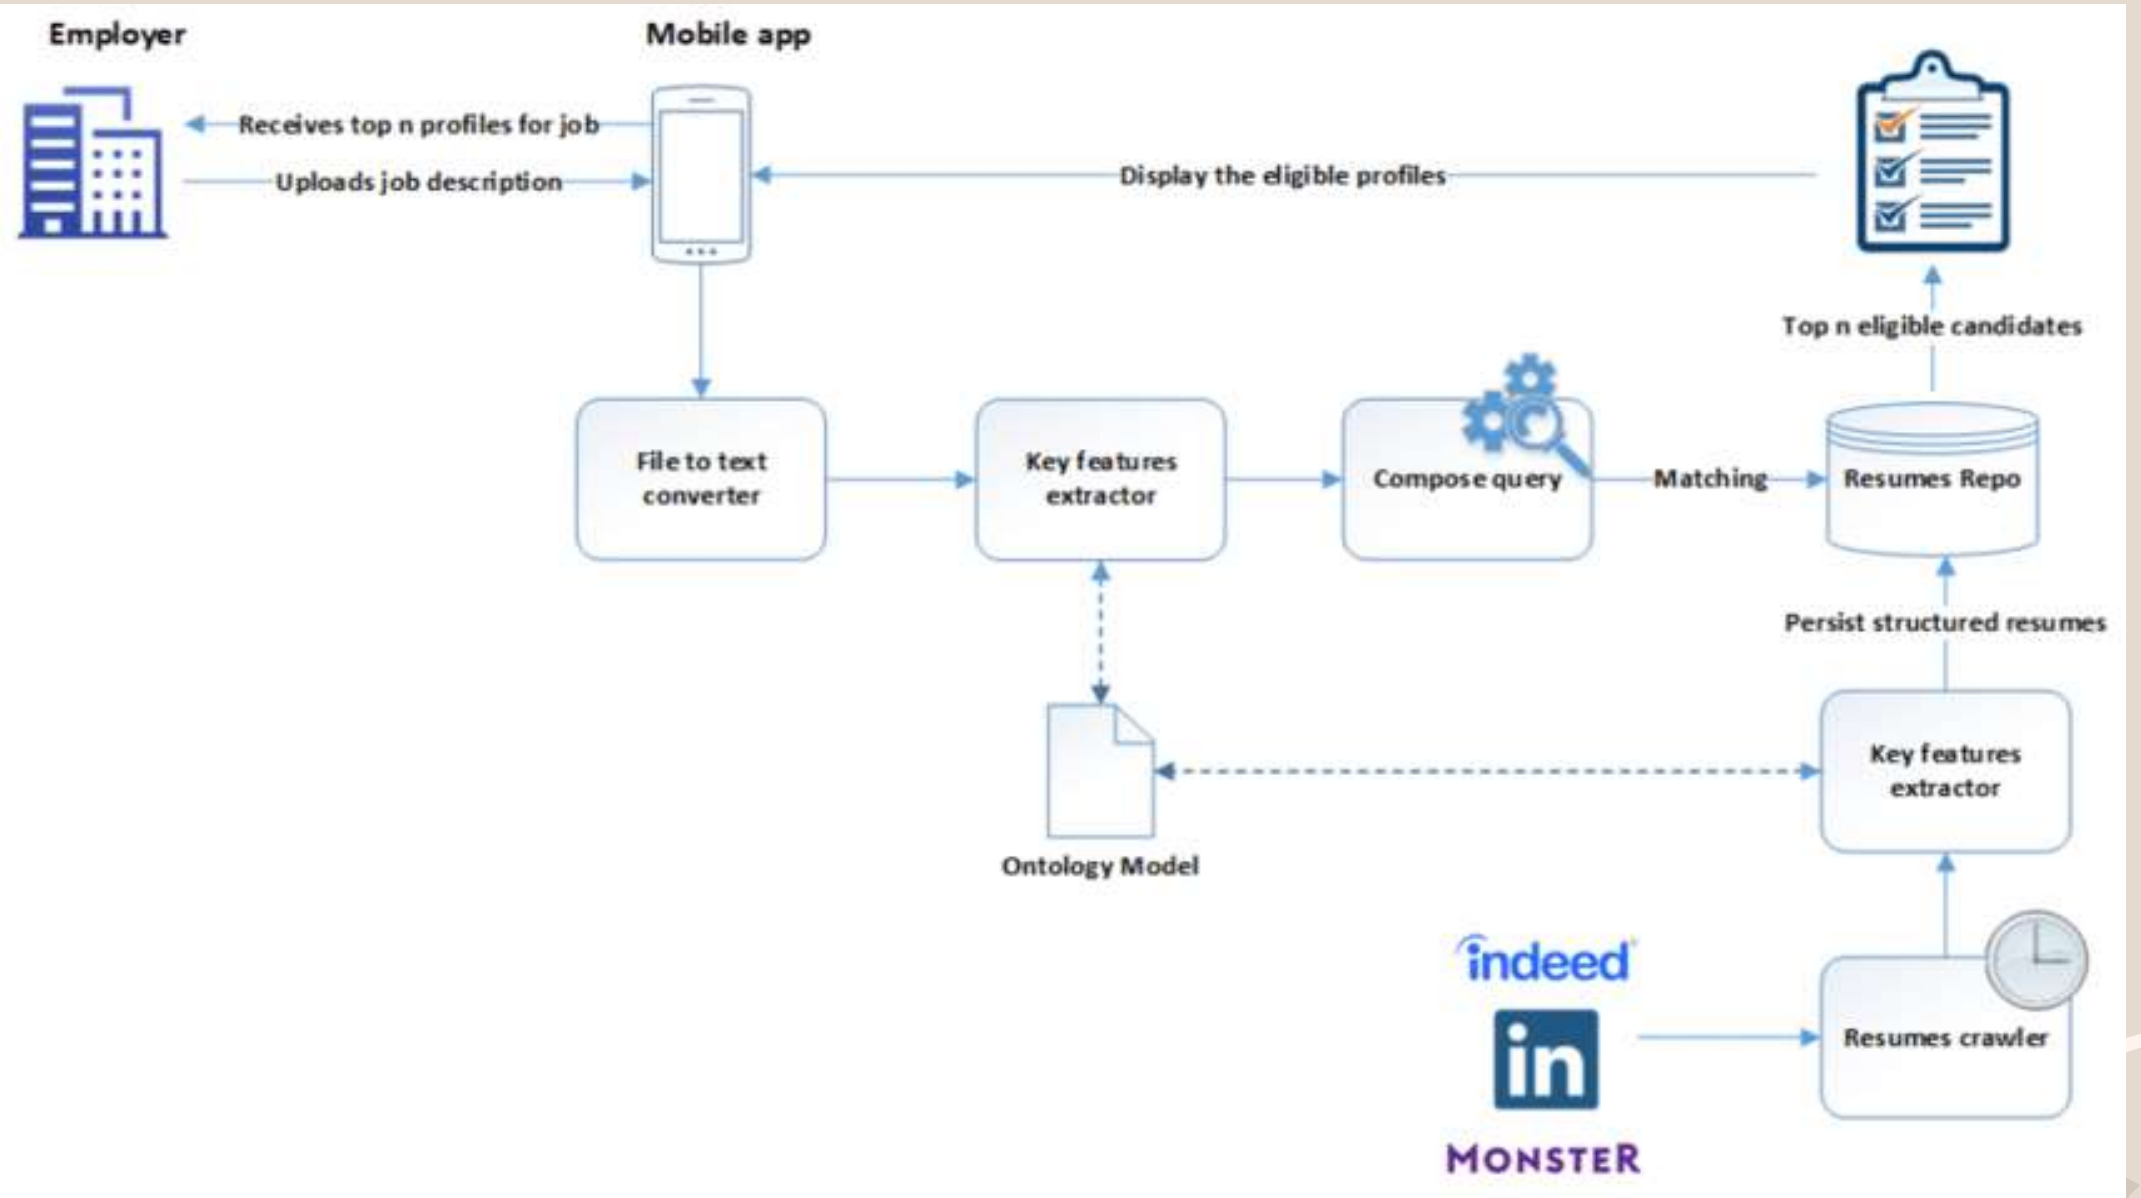 Employer
Mobile app
Receives top n profiles for job
Uploads job description
Display the eligible profiles
Top n eligible candidates
File to text
converter
Key features
extractor
Compose query
Matching
Resumes Repo
Persist structured resumes
Key features
extractor
Ontology Model
indeed
in
MONSTER
Resumes crawler